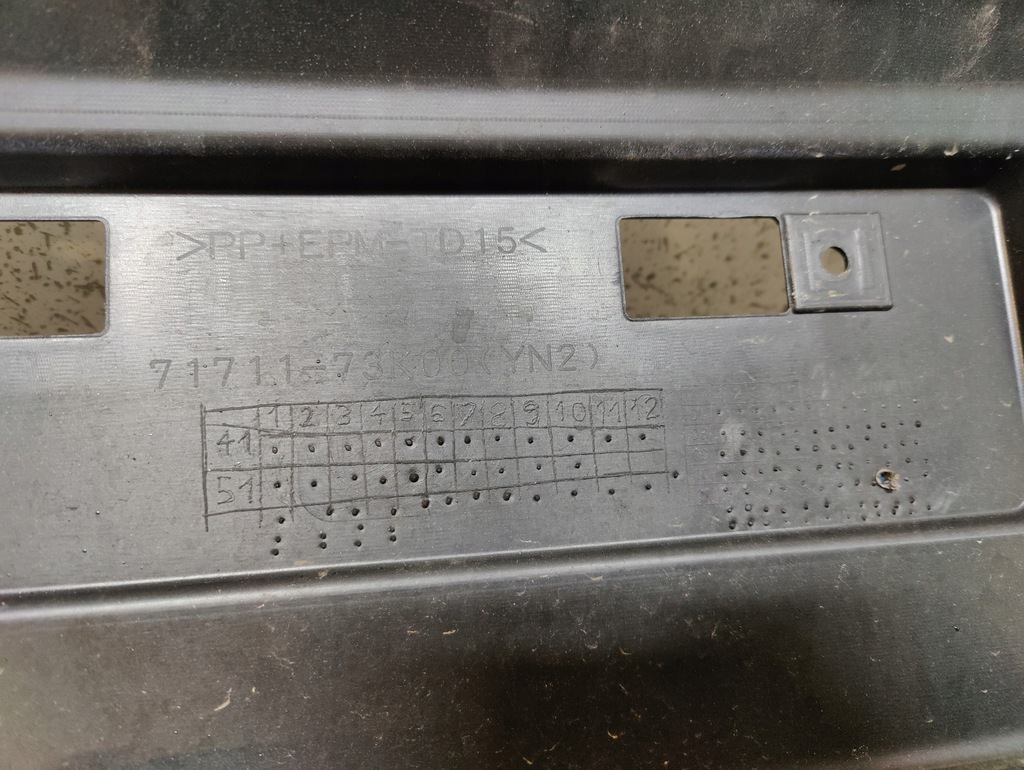 >PP+EPM-TD15<
71711-73K00(YN2)
1 2 3 4 5 6 7 8 9 10 11 12
41
51